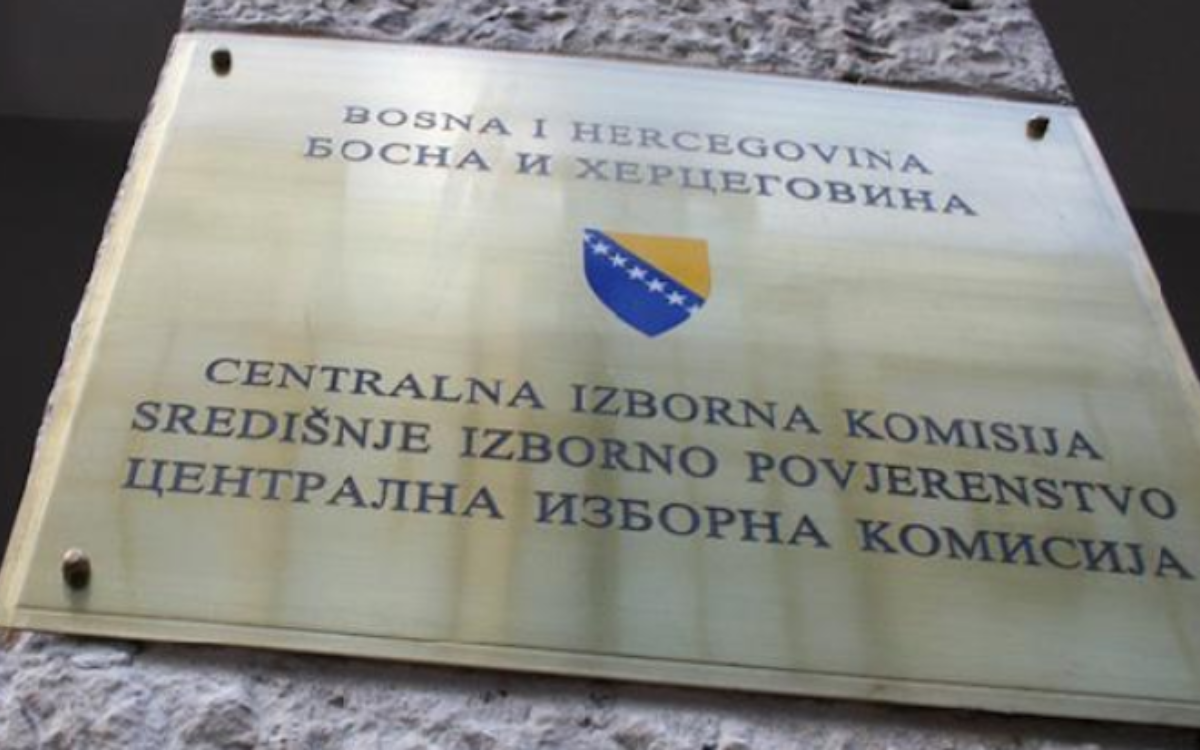 BOSNA I HERCEGOVINA
БОСНА И ХЕРЦЕГОВИНА
CENTRALNA IZBORNA KOMISIJA
SREDIŠNJE IZBORNO POVJERENSTVO
ЦЕНТРАЛНА ИЗБОРНА КОМИСИЈА